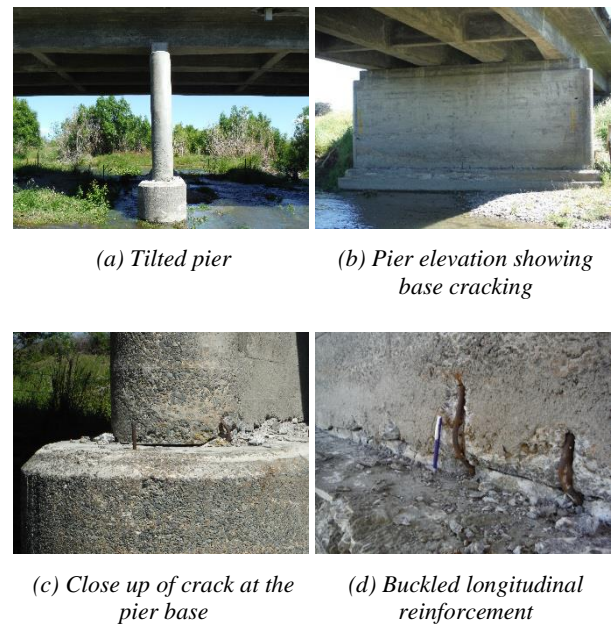 (a) Tilted pier
(b) Pier elevation showing
base cracking
(c) Close up of crack at the
pier base
(d) Buckled longitudinal
reinforcement